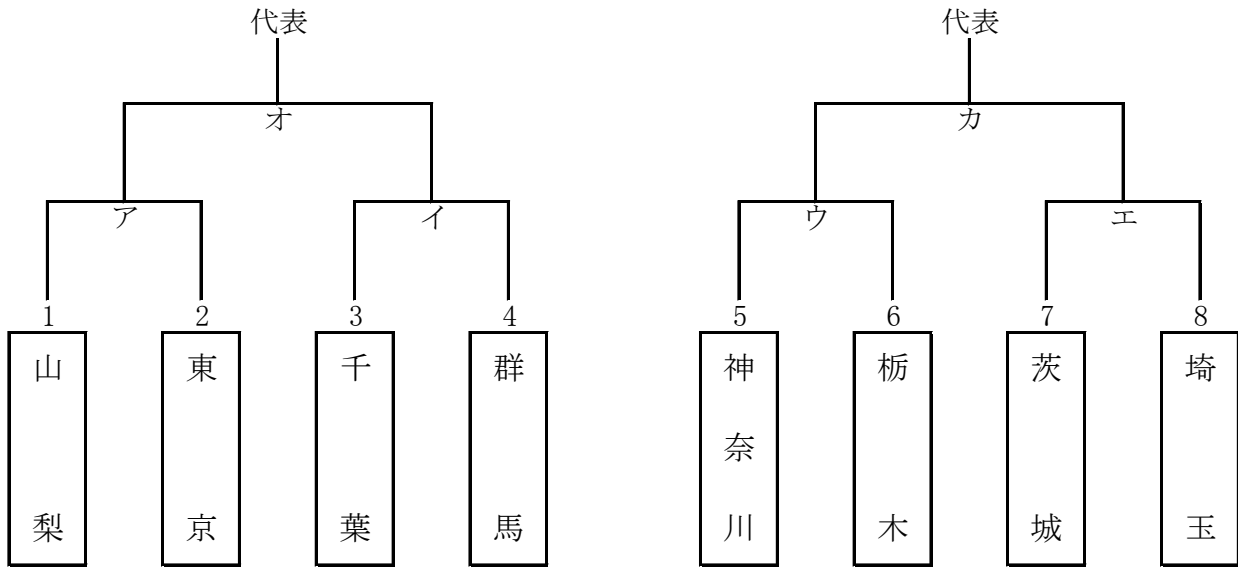 代表 代表
オ カ
ア イ ウ エ
1 2 3 4 5 6 7 8
山梨
東京
千葉
群馬
神奈川
栃木
茨城
埼玉